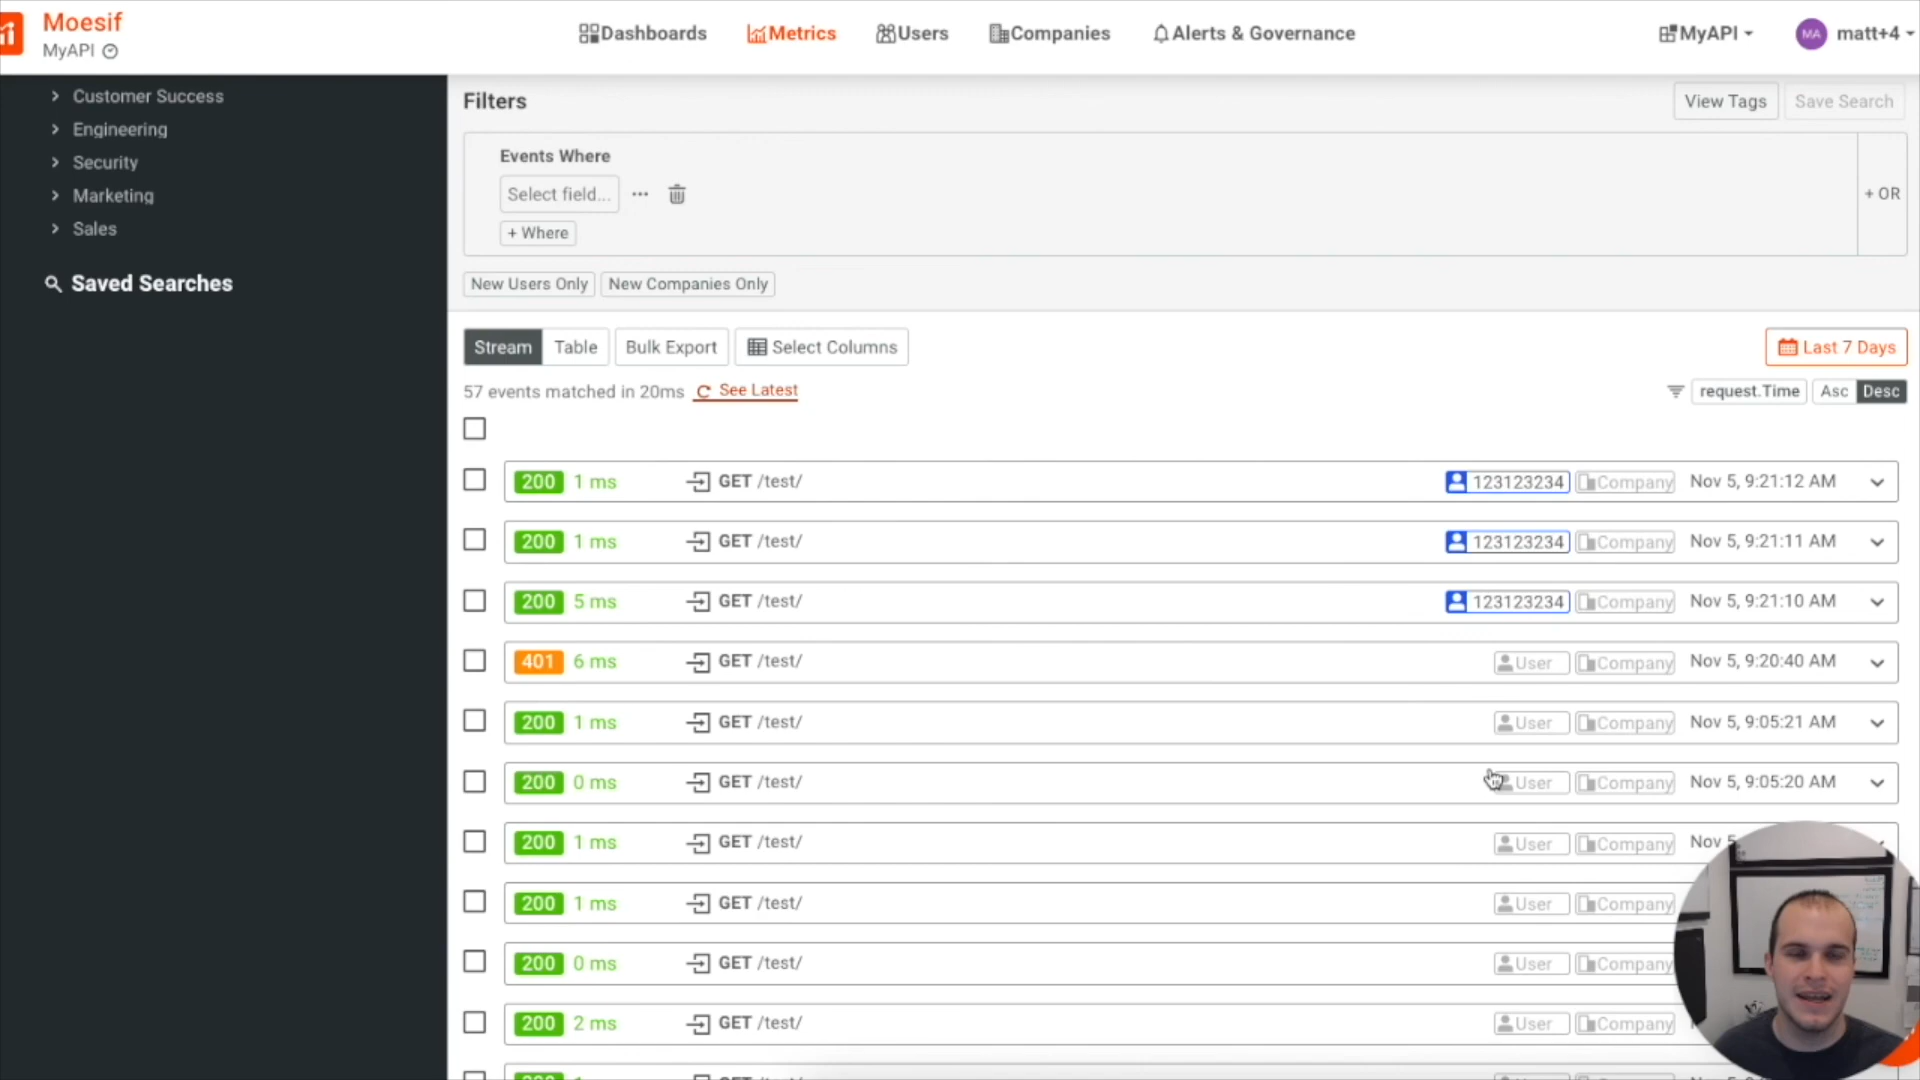 Moesif
MyAPI
Dashboards Metrics Users Companies Alerts & Governance
MyAPI
MA matt+4
Customer Success
Engineering
Security
Marketing
Sales
Saved Searches
Filters
View Tags Save Search
Events Where
Select field... ...
+ Where
+ OR
New Users Only New Companies Only
Stream Table Bulk Export Select Columns
Last 7 Days
57 events matched in 20ms See Latest
request.Time Asc Desc
200 1 ms GET /test/ 123123234 Company Nov 5, 9:21:12 AM
200 1 ms GET /test/ 123123234 Company Nov 5, 9:21:11 AM
200 5 ms GET /test/ 123123234 Company Nov 5, 9:21:10 AM
401 6 ms GET /test/ User Company Nov 5, 9:20:40 AM
200 1 ms GET /test/ User Company Nov 5, 9:05:21 AM
200 0 ms GET /test/ User Company Nov 5, 9:05:20 AM
200 1 ms GET /test/ User Company Nov 5
200 1 ms GET /test/ User Company
200 0 ms GET /test/ User Company
200 2 ms GET /test/ User Company